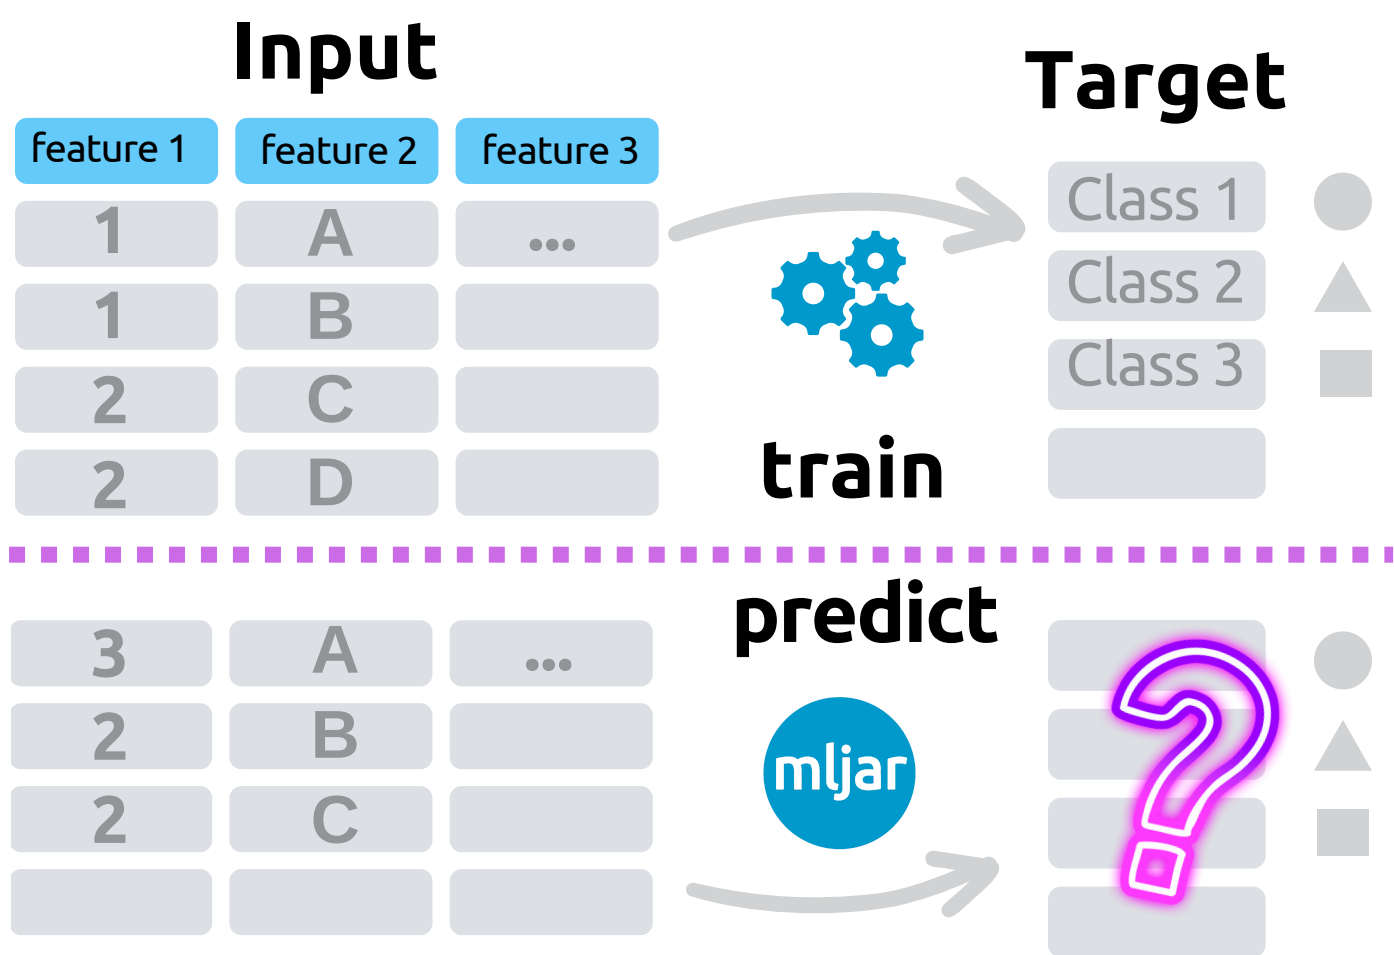 Input
Target
feature 1 feature 2 feature 3
1 A ...
Class 1
1 B
Class 2
2 C
Class 3
2 D
train
predict
3 A ...
2 B
2 C
mljar
?